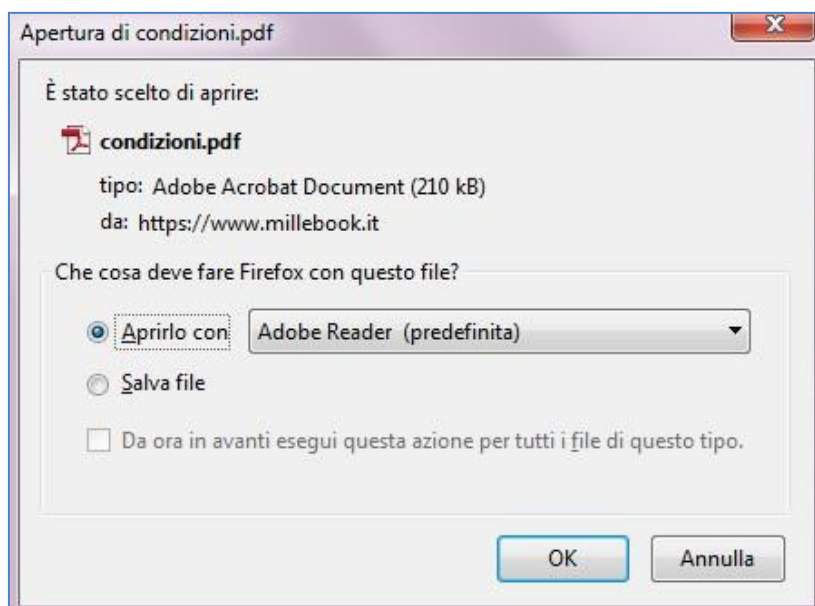 Apertura di condizioni.pdf
È stato scelto di aprire:
condizioni.pdf
tipo: Adobe Acrobat Document (210 kB)
da: https://www.millebook.it
Che cosa deve fare Firefox con questo file?
Aprirlo con Adobe Reader (predefinita)
Salva file
Da ora in avanti esegui questa azione per tutti i file di questo tipo.
OK Annulla